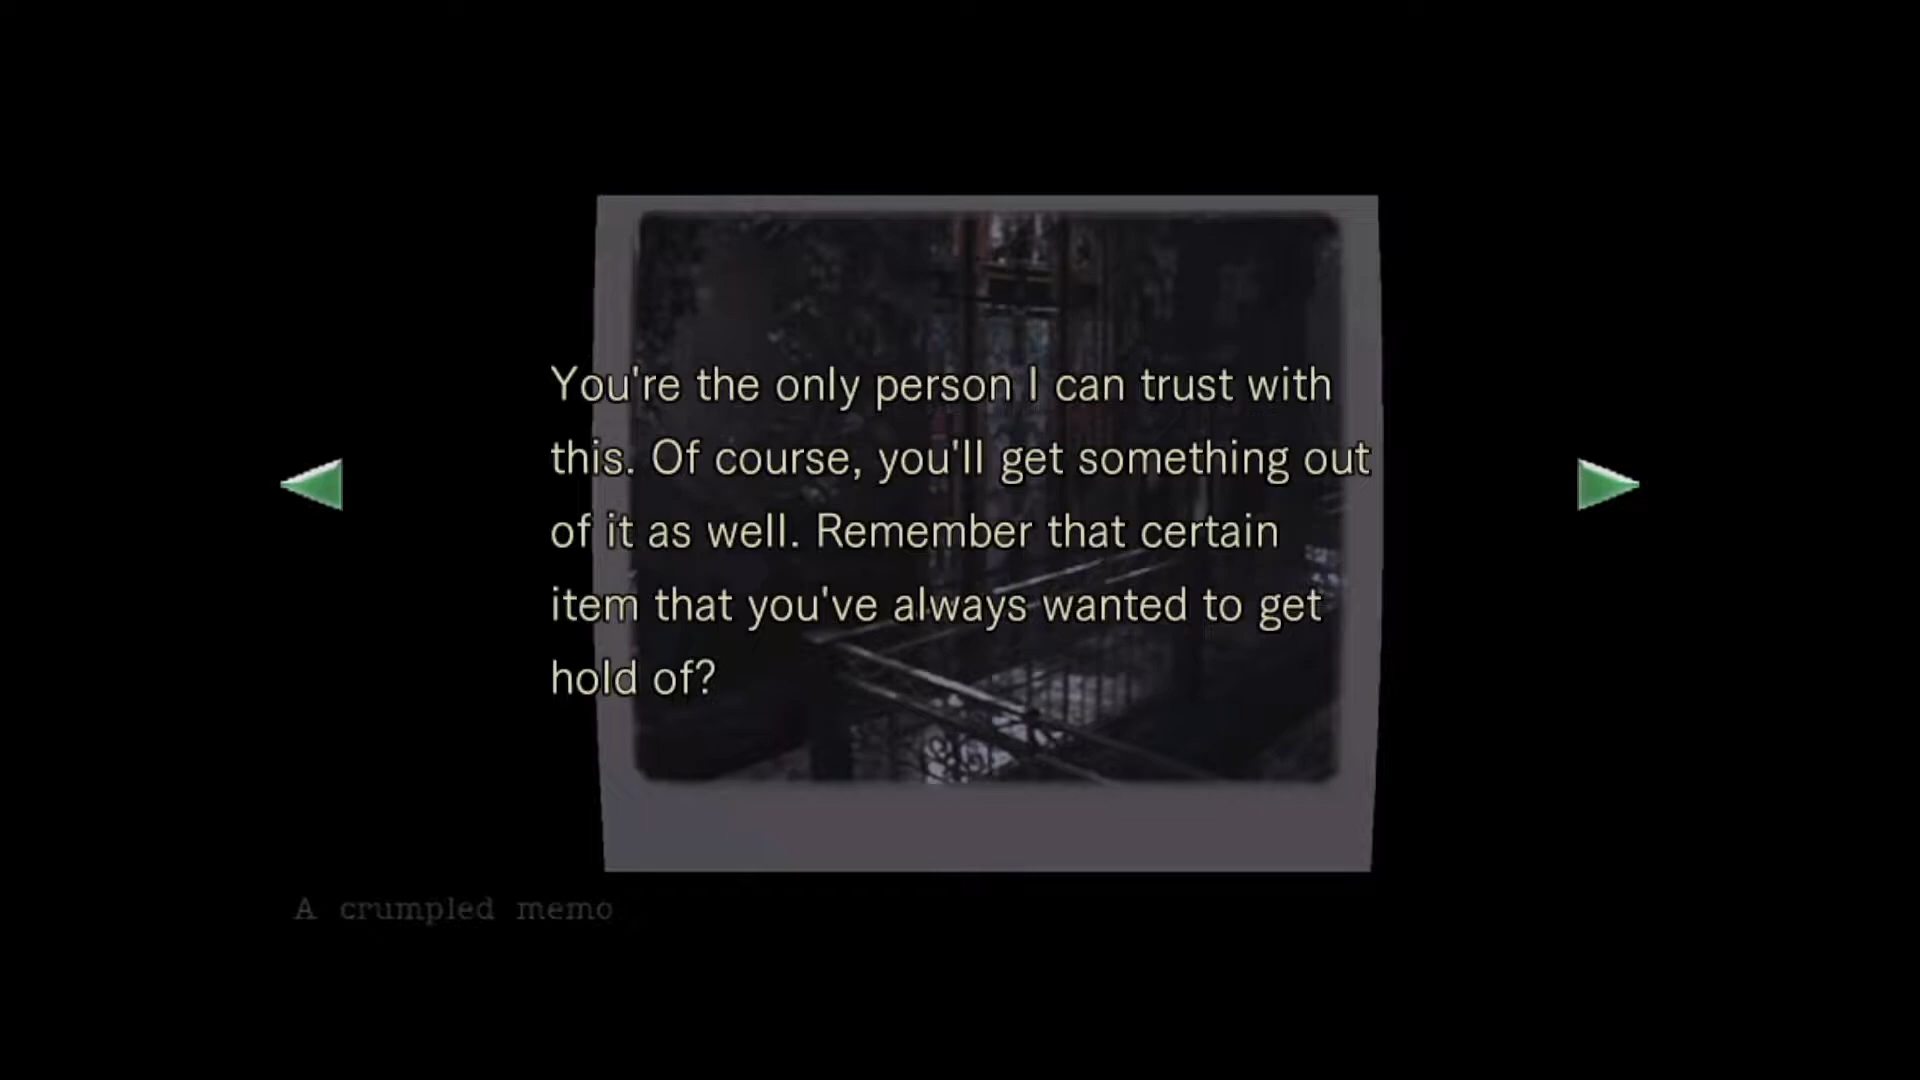 You're the only person I can trust with
this. Of course, you'll get something out
of it as well. Remember that certain
item that you've always wanted to get
hold of?
A crumpled memo